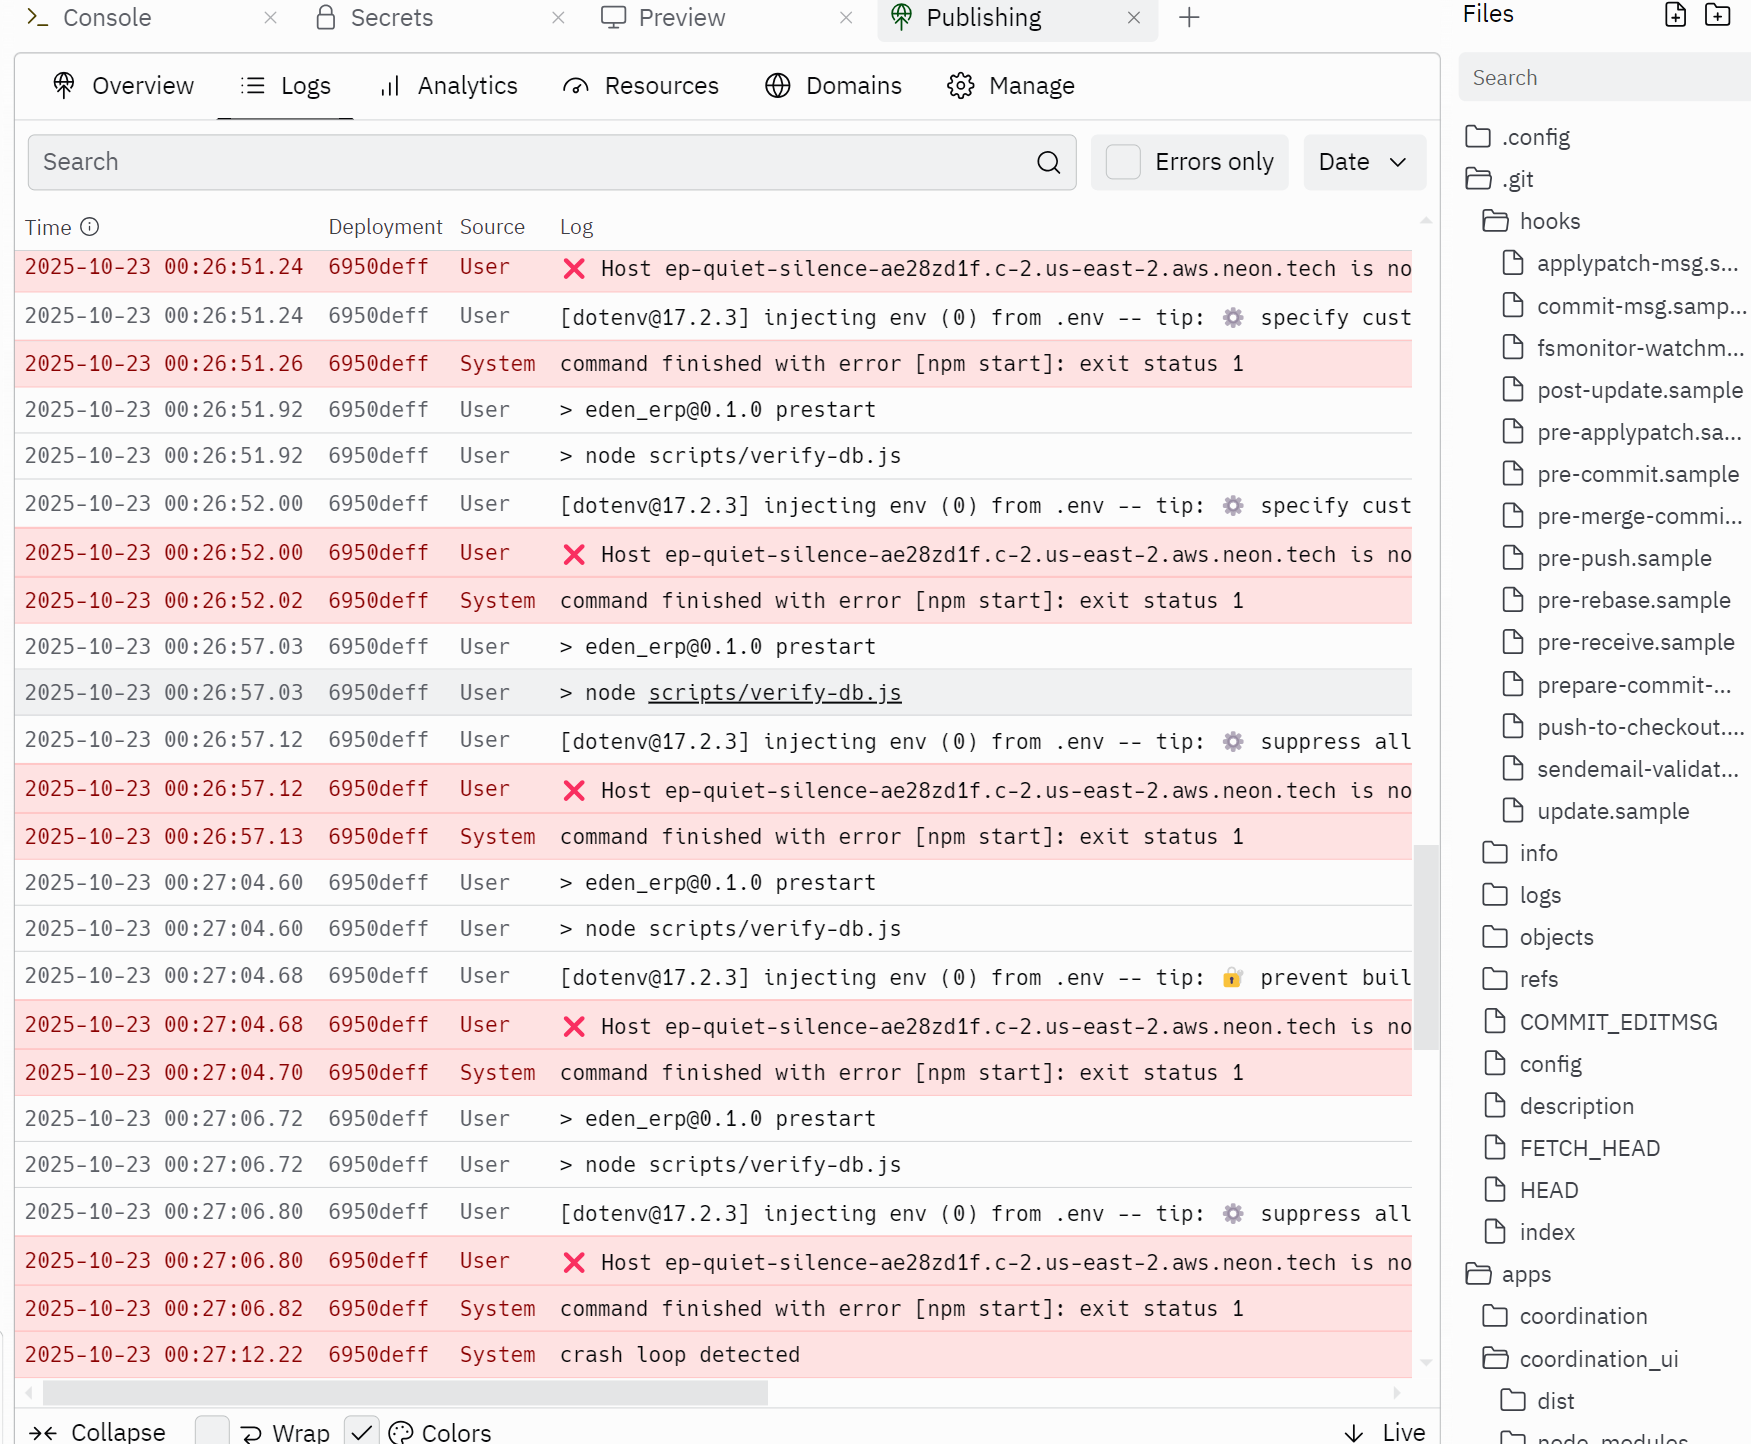 Console
Secrets
Preview
Publishing
Overview
Logs
Analytics
Resources
Domains
Manage
Search
Errors only
Date
Time Deployment Source Log
2025-10-23 00:26:51.24 6950deff User ❌ Host ep-quiet-silence-ae28zd1f.c-2.us-east-2.aws.neon.tech is no
2025-10-23 00:26:51.24 6950deff User [dotenv@17.2.3] injecting env (0) from .env -- tip: ⚙️ specify cust
2025-10-23 00:26:51.26 6950deff System command finished with error [npm start]: exit status 1
2025-10-23 00:26:51.92 6950deff User > eden_erp@0.1.0 prestart
2025-10-23 00:26:51.92 6950deff User > node scripts/verify-db.js
2025-10-23 00:26:52.00 6950deff User [dotenv@17.2.3] injecting env (0) from .env -- tip: ⚙️ specify cust
2025-10-23 00:26:52.00 6950deff User ❌ Host ep-quiet-silence-ae28zd1f.c-2.us-east-2.aws.neon.tech is no
2025-10-23 00:26:52.02 6950deff System command finished with error [npm start]: exit status 1
2025-10-23 00:26:57.03 6950deff User > eden_erp@0.1.0 prestart
2025-10-23 00:26:57.03 6950deff User > node scripts/verify-db.js
2025-10-23 00:26:57.12 6950deff User [dotenv@17.2.3] injecting env (0) from .env -- tip: ⚙️ suppress all
2025-10-23 00:26:57.12 6950deff User ❌ Host ep-quiet-silence-ae28zd1f.c-2.us-east-2.aws.neon.tech is no
2025-10-23 00:26:57.13 6950deff System command finished with error [npm start]: exit status 1
2025-10-23 00:27:04.60 6950deff User > eden_erp@0.1.0 prestart
2025-10-23 00:27:04.60 6950deff User > node scripts/verify-db.js
2025-10-23 00:27:04.68 6950deff User [dotenv@17.2.3] injecting env (0) from .env -- tip: 🔐 prevent buil
2025-10-23 00:27:04.68 6950deff User ❌ Host ep-quiet-silence-ae28zd1f.c-2.us-east-2.aws.neon.tech is no
2025-10-23 00:27:04.70 6950deff System command finished with error [npm start]: exit status 1
2025-10-23 00:27:06.72 6950deff User > eden_erp@0.1.0 prestart
2025-10-23 00:27:06.72 6950deff User > node scripts/verify-db.js
2025-10-23 00:27:06.80 6950deff User [dotenv@17.2.3] injecting env (0) from .env -- tip: ⚙️ suppress all
2025-10-23 00:27:06.80 6950deff User ❌ Host ep-quiet-silence-ae28zd1f.c-2.us-east-2.aws.neon.tech is no
2025-10-23 00:27:06.82 6950deff System command finished with error [npm start]: exit status 1
2025-10-23 00:27:12.22 6950deff System crash loop detected
Collapse
Wrap
Colors
Live
Files
Search
.config
.git
hooks
applypatch-msg.s...
commit-msg.samp...
fsmonitor-watchm...
post-update.sample
pre-applypatch.sa...
pre-commit.sample
pre-merge-commi...
pre-push.sample
pre-rebase.sample
pre-receive.sample
prepare-commit-...
push-to-checkout....
sendemail-validat...
update.sample
info
logs
objects
refs
COMMIT_EDITMSG
config
description
FETCH_HEAD
HEAD
index
apps
coordination
coordination_ui
dist
node_modules